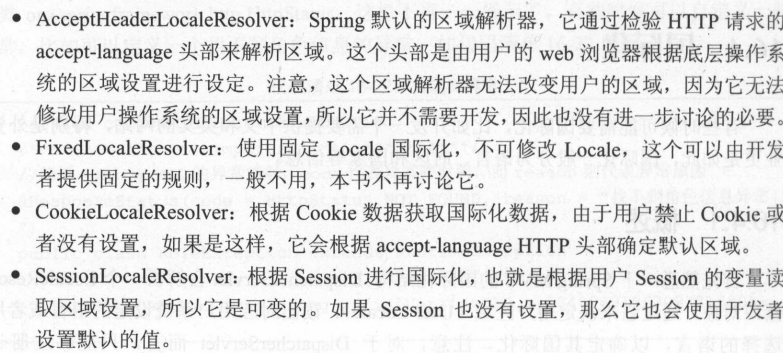 • AcceptHeaderLocaleResolver：Spring 默认的区域解析器，它通过检验 HTTP 请求的
accept-language 头部来解析区域。这个头部是由用户的 web 浏览器根据底层操作系
统的区域设置进行设定。注意，这个区域解析器无法改变用户的区域，因为它无法
修改用户操作系统的区域设置，所以它并不需要开发，因此也没有进一步讨论的必要。
• FixedLocaleResolver：使用固定 Locale 国际化，不可修改 Locale，这个可以由开发
者提供固定的规则，一般不用，本书不再讨论它。
• CookieLocaleResolver：根据 Cookie 数据获取国际化数据，由于用户禁止 Cookie 或
者没有设置，如果是这样，它会根据 accept-language HTTP 头部确定默认区域。
• SessionLocaleResolver：根据 Session 进行国际化，也就是根据用户 Session 的变量读
取区域设置，所以它是可变的。如果 Session 也没有设置，那么它也会使用开发者
设置默认的值。